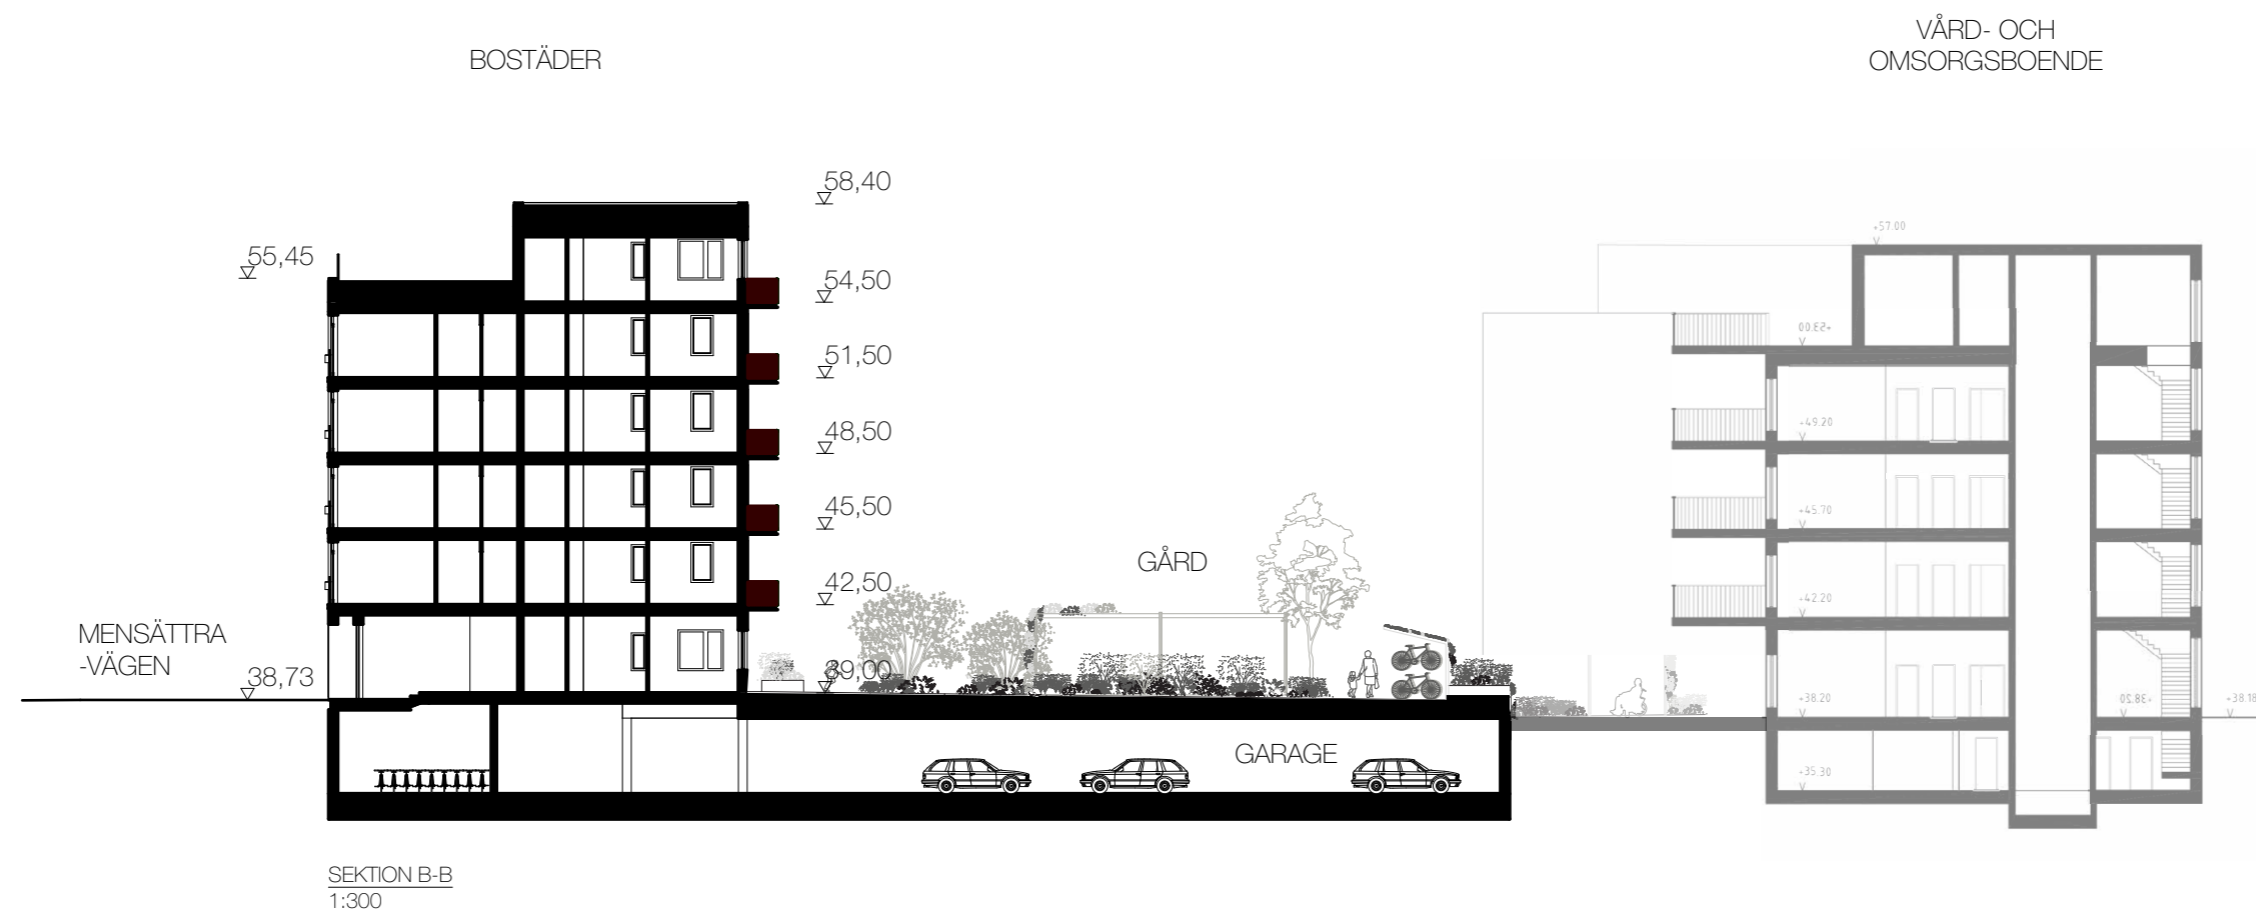 BOSTÄDER
VÅRD- OCH
OMSORGSBOENDE
58,40
55,45
54,50
51,50
48,50
45,50
42,50
39,00
MENSÄTTRA
-VÄGEN
38,73
GÅRD
GARAGE
+57.00
+53.00
+49.20
+45.70
+42.20
+38.20
+38.20
+38.18
+35.30
SEKTION B-B
1:300